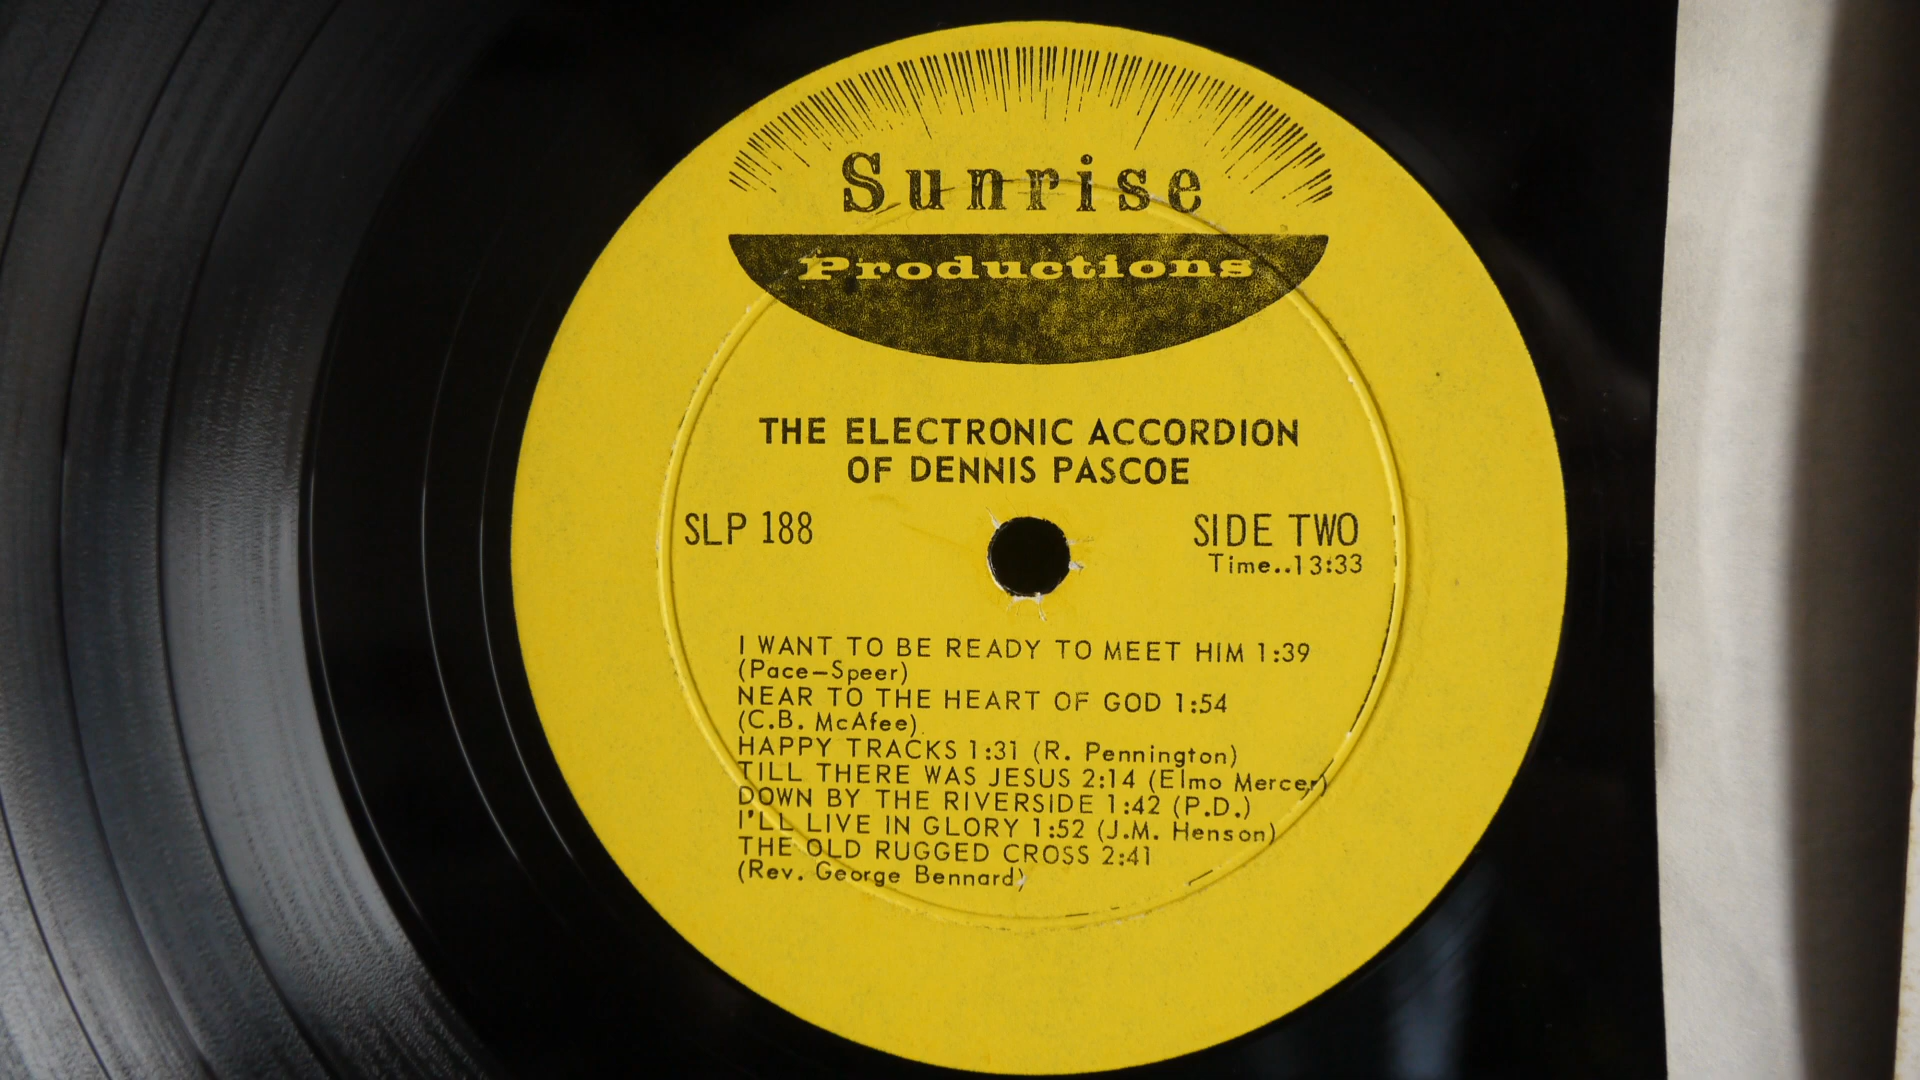 Sunrise
Productions
THE ELECTRONIC ACCORDION
OF DENNIS PASCOE
SLP 188
SIDE TWO
Time..13:33
I WANT TO BE READY TO MEET HIM 1:39
(Pace-Speer)
NEAR TO THE HEART OF GOD 1:54
(C.B. McAfee)
HAPPY TRACKS 1:31 (R. Pennington)
TILL THERE WAS JESUS 2:14 (Elmo Mercer)
DOWN BY THE RIVERSIDE 1:42 (P.D.)
I'LL LIVE IN GLORY 1:52 (J.M. Henson)
THE OLD RUGGED CROSS 2:41
(Rev. George Bennard)